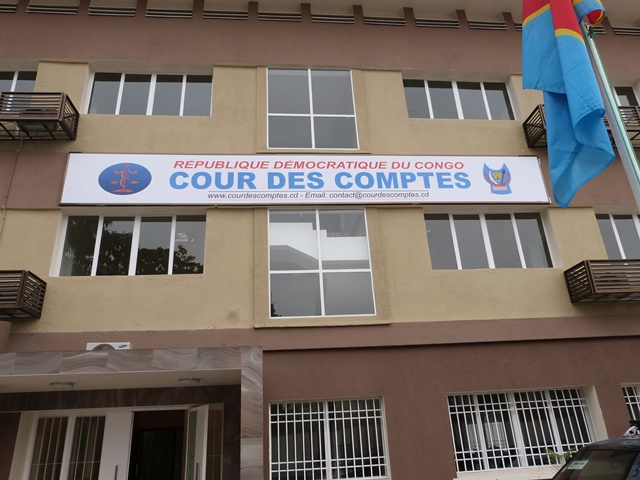 RÉPUBLIQUE DÉMOCRATIQUE DU CONGO
COUR DES COMPTES
www.courdescomptes.cd - Email: contact@courdescomptes.cd